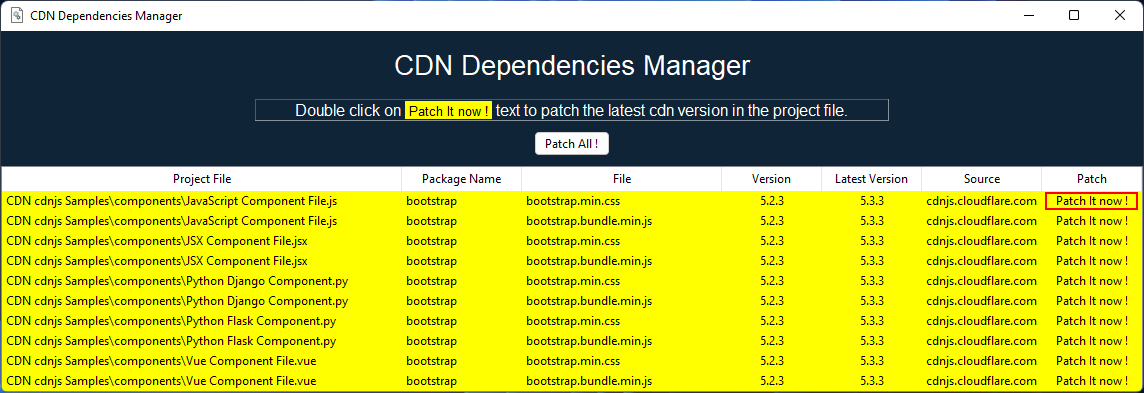 CDN Dependencies Manager
CDN Dependencies Manager
Double click on Patch It now ! text to patch the latest cdn version in the project file.
Patch All !
Project File Package Name File Version Latest Version Source Patch
CDN cdnjs Samples\components\JavaScript Component File.js bootstrap bootstrap.min.css 5.2.3 5.3.3 cdnjs.cloudflare.com Patch It now !
CDN cdnjs Samples\components\JavaScript Component File.js bootstrap bootstrap.bundle.min.js 5.2.3 5.3.3 cdnjs.cloudflare.com Patch It now !
CDN cdnjs Samples\components\JSX Component File.jsx bootstrap bootstrap.min.css 5.2.3 5.3.3 cdnjs.cloudflare.com Patch It now !
CDN cdnjs Samples\components\JSX Component File.jsx bootstrap bootstrap.bundle.min.js 5.2.3 5.3.3 cdnjs.cloudflare.com Patch It now !
CDN cdnjs Samples\components\Python Django Component.py bootstrap bootstrap.min.css 5.2.3 5.3.3 cdnjs.cloudflare.com Patch It now !
CDN cdnjs Samples\components\Python Django Component.py bootstrap bootstrap.bundle.min.js 5.2.3 5.3.3 cdnjs.cloudflare.com Patch It now !
CDN cdnjs Samples\components\Python Flask Component.py bootstrap bootstrap.min.css 5.2.3 5.3.3 cdnjs.cloudflare.com Patch It now !
CDN cdnjs Samples\components\Python Flask Component.py bootstrap bootstrap.bundle.min.js 5.2.3 5.3.3 cdnjs.cloudflare.com Patch It now !
CDN cdnjs Samples\components\Vue Component File.vue bootstrap bootstrap.min.css 5.2.3 5.3.3 cdnjs.cloudflare.com Patch It now !
CDN cdnjs Samples\components\Vue Component File.vue bootstrap bootstrap.bundle.min.js 5.2.3 5.3.3 cdnjs.cloudflare.com Patch It now !